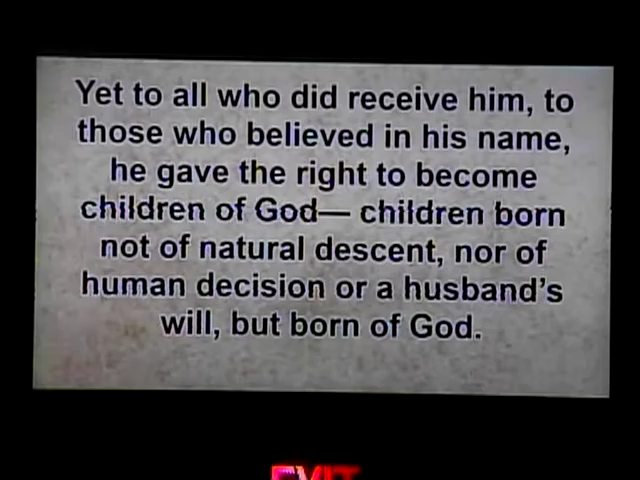 Yet to all who did receive him, to
those who believed in his name,
he gave the right to become
children of God— children born
not of natural descent, nor of
human decision or a husband's
will, but born of God.
EXIT